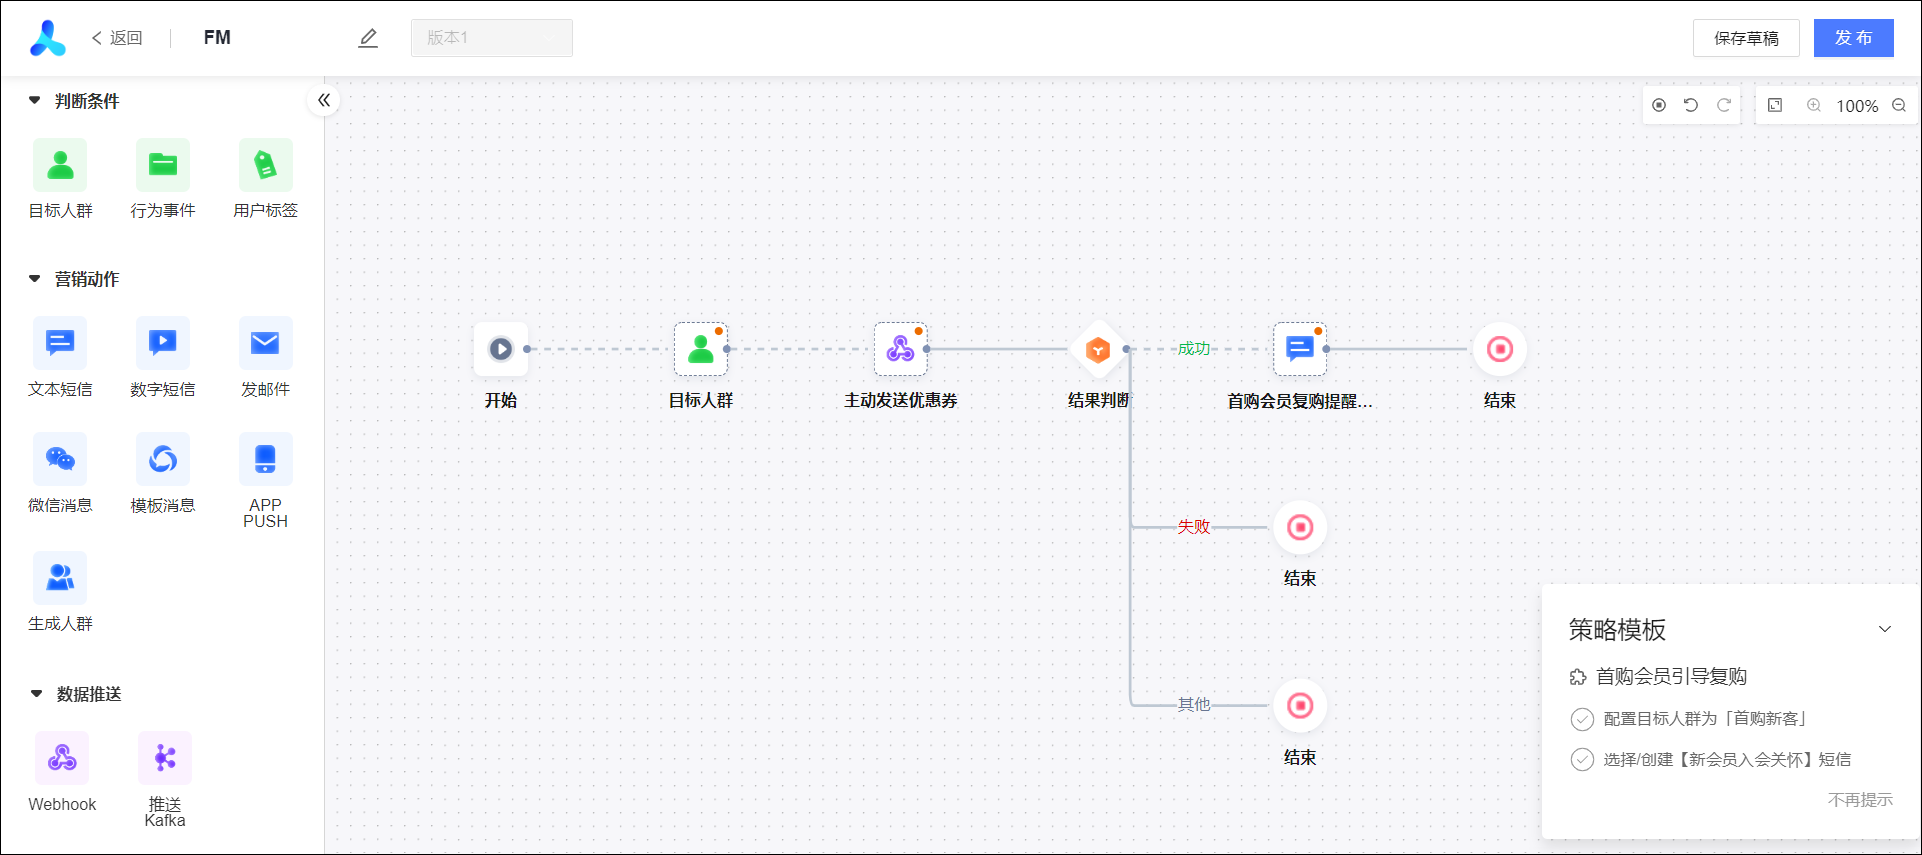 返回
FM
版本1
保存草稿
发布
判断条件
目标人群
行为事件
用户标签
营销动作
文本短信
数字短信
发邮件
微信消息
模板消息
APP
PUSH
生成人群
数据推送
Webhook
推送
Kafka
100%
开始
目标人群
主动发送优惠券
结果判断
成功
首购会员复购提醒...
结束
失败
结束
其他
结束
策略模板
首购会员引导复购
配置目标人群为「首购新客」
选择/创建【新会员入会关怀】短信
不再提示